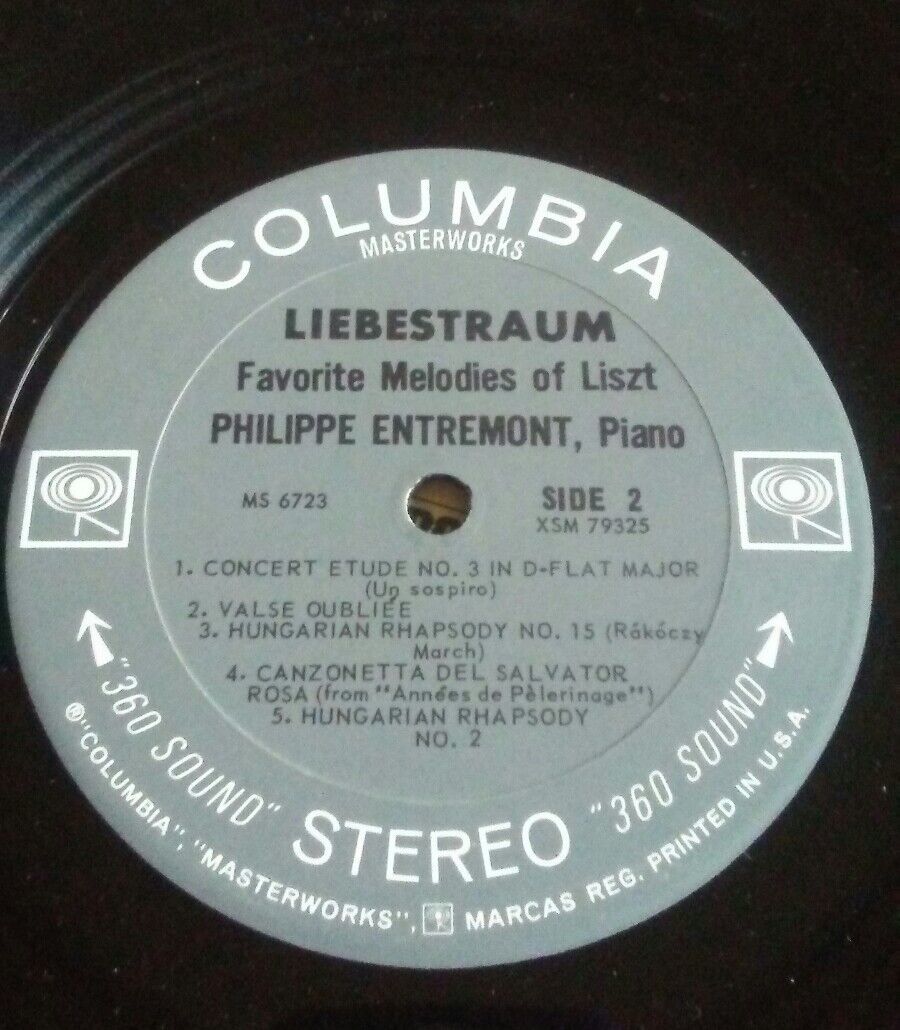 COLUMBIA
MASTERWORKS
LIEBESTRAUM
Favorite Melodies of Liszt
PHILIPPE ENTREMONT, Piano
MS 6723
SIDE 2
XSM 79325
1. CONCERT ETUDE NO. 3 IN D-FLAT MAJOR
(Un sospiro)
2. VALSE OUBLIÉE
3. HUNGARIAN RHAPSODY NO. 15 (Rákóczy
March)
4. CANZONETTA DEL SALVATOR
ROSA (from "Années de Pèlerinage")
5. HUNGARIAN RHAPSODY
NO. 2
"360 SOUND" STEREO "360 SOUND"
® "COLUMBIA", "MASTERWORKS", MARCAS REG. PRINTED IN U.S.A.